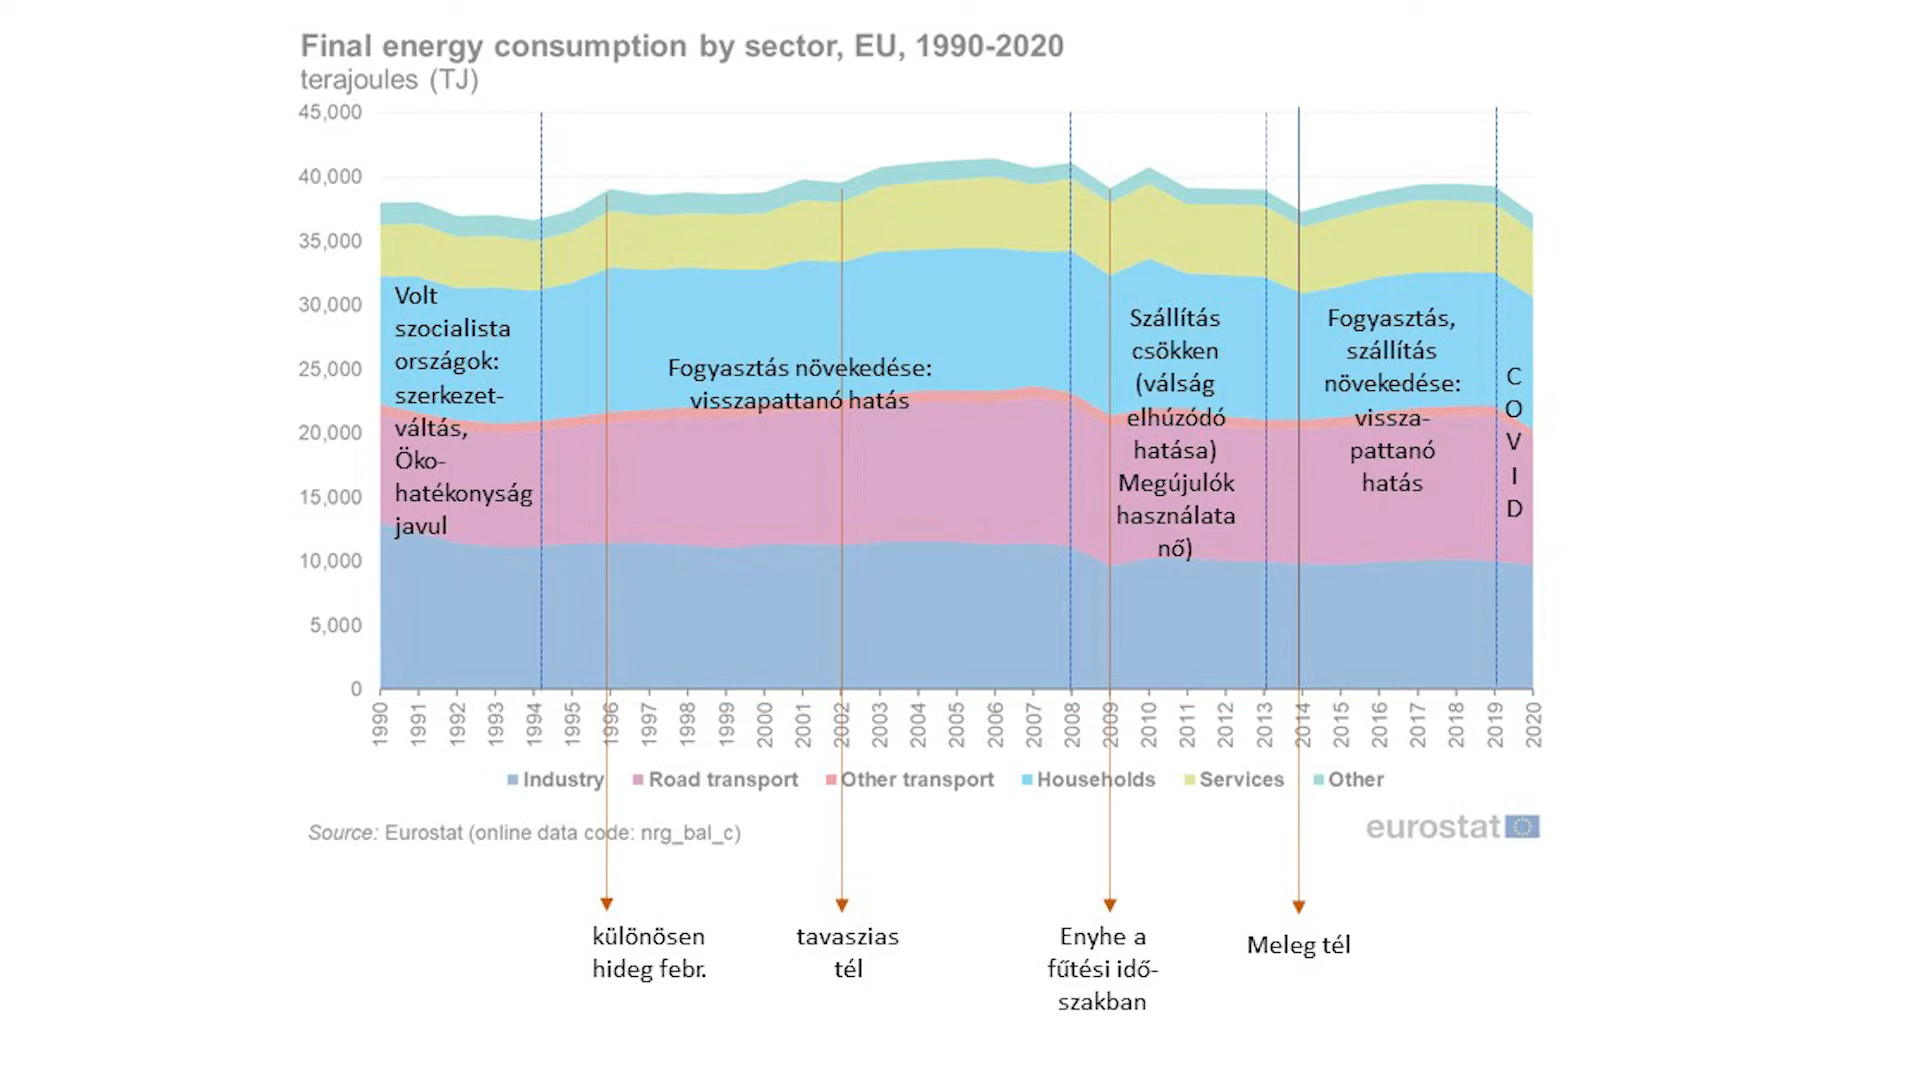 Final energy consumption by sector, EU, 1990-2020
terajoules (TJ)
45,000
40,000
35,000
30,000
25,000
20,000
15,000
10,000
5,000
0
Volt
szocialista
országok:
szerkezet-
váltás,
Öko-
hatékonyság
javul
Fogyasztás növekedése:
visszapattanó hatás
Szállítás
csökken
(válság
elhúzódó
hatása)
Megújulók
használata
nő)
Fogyasztás,
szállítás
növekedése:
vissza-
pattanó
hatás
C
O
V
I
D
1990 1991 1992 1993 1994 1995 1996 1997 1998 1999 2000 2001 2002 2003 2004 2005 2006 2007 2008 2009 2010 2011 2012 2013 2014 2015 2016 2017 2018 2019 2020
Industry Road transport Other transport Households Services Other
Source: Eurostat (online data code: nrg_bal_c)
eurostat
különösen
hideg febr.
tavaszias
tél
Enyhe a
fűtési idő-
szakban
Meleg tél